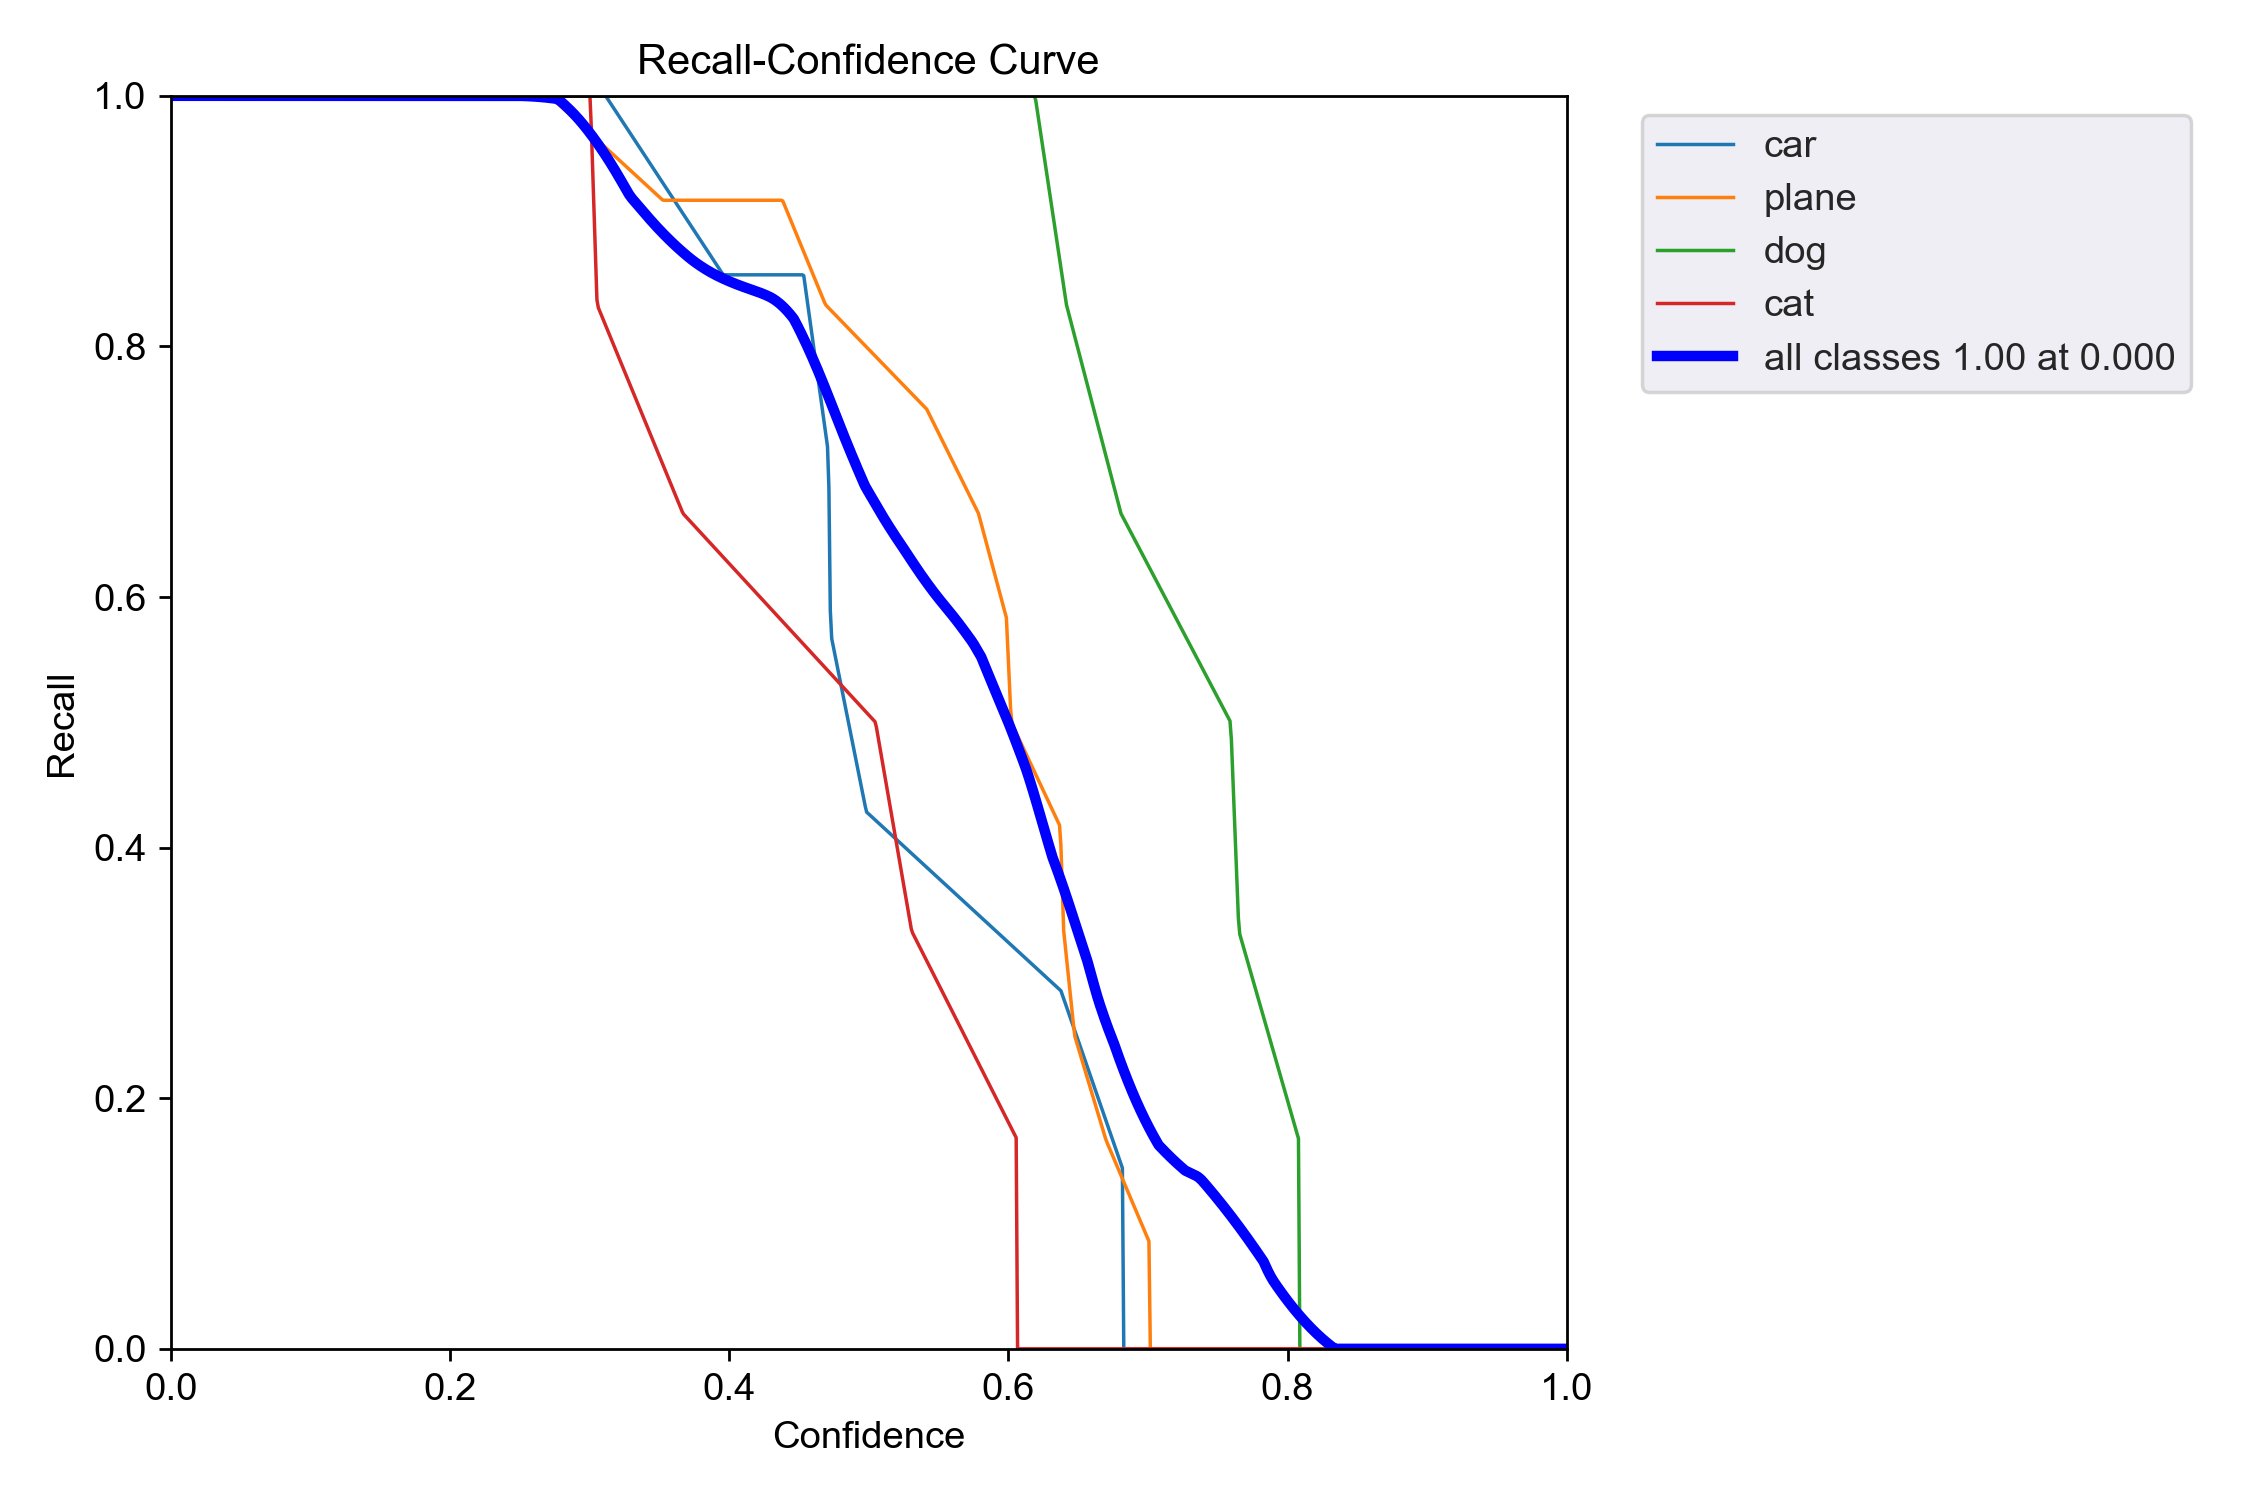 Recall-Confidence Curve
1.0
0.8
0.6
0.4
0.2
0.0
Recall
0.0 0.2 0.4 0.6 0.8 1.0
Confidence
car
plane
dog
cat
all classes 1.00 at 0.000